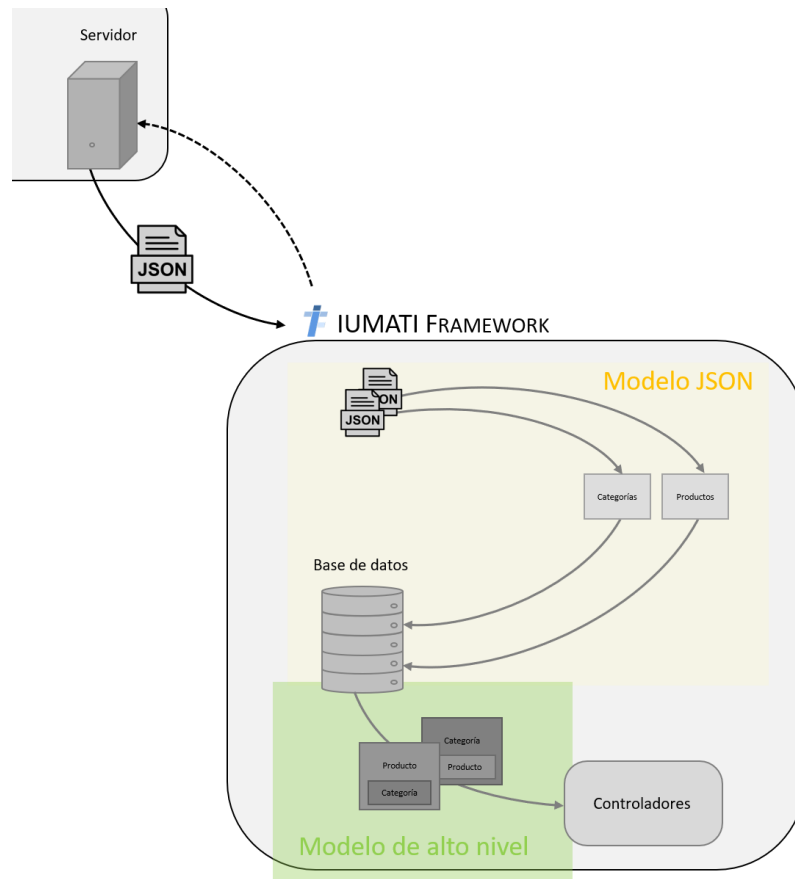 Servidor
JSON
IUMATI FRAMEWORK
Modelo JSON
ON
JSON
Categorías
Productos
Base de datos
Categoría
Producto
Producto
Categoría
Controladores
Modelo de alto nivel